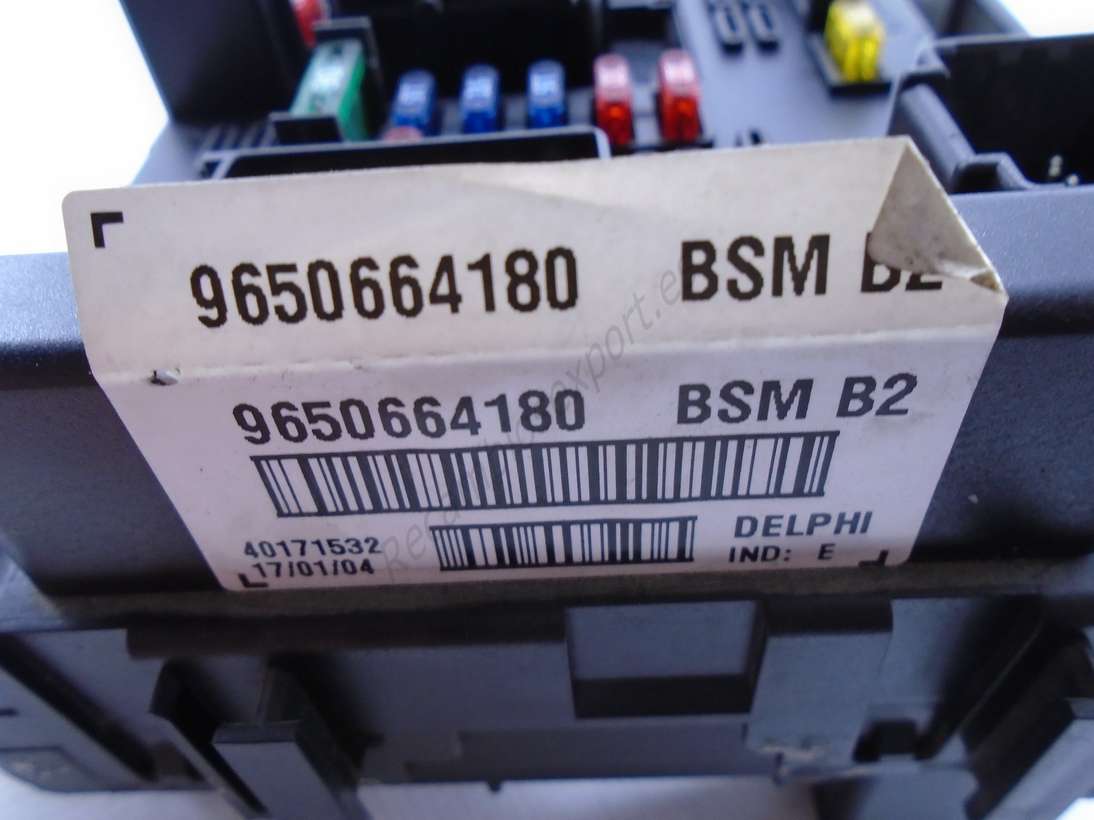 9650664180 BSM B2
9650664180 BSM B2
40171532 DELPHI
17/01/04 IND: E